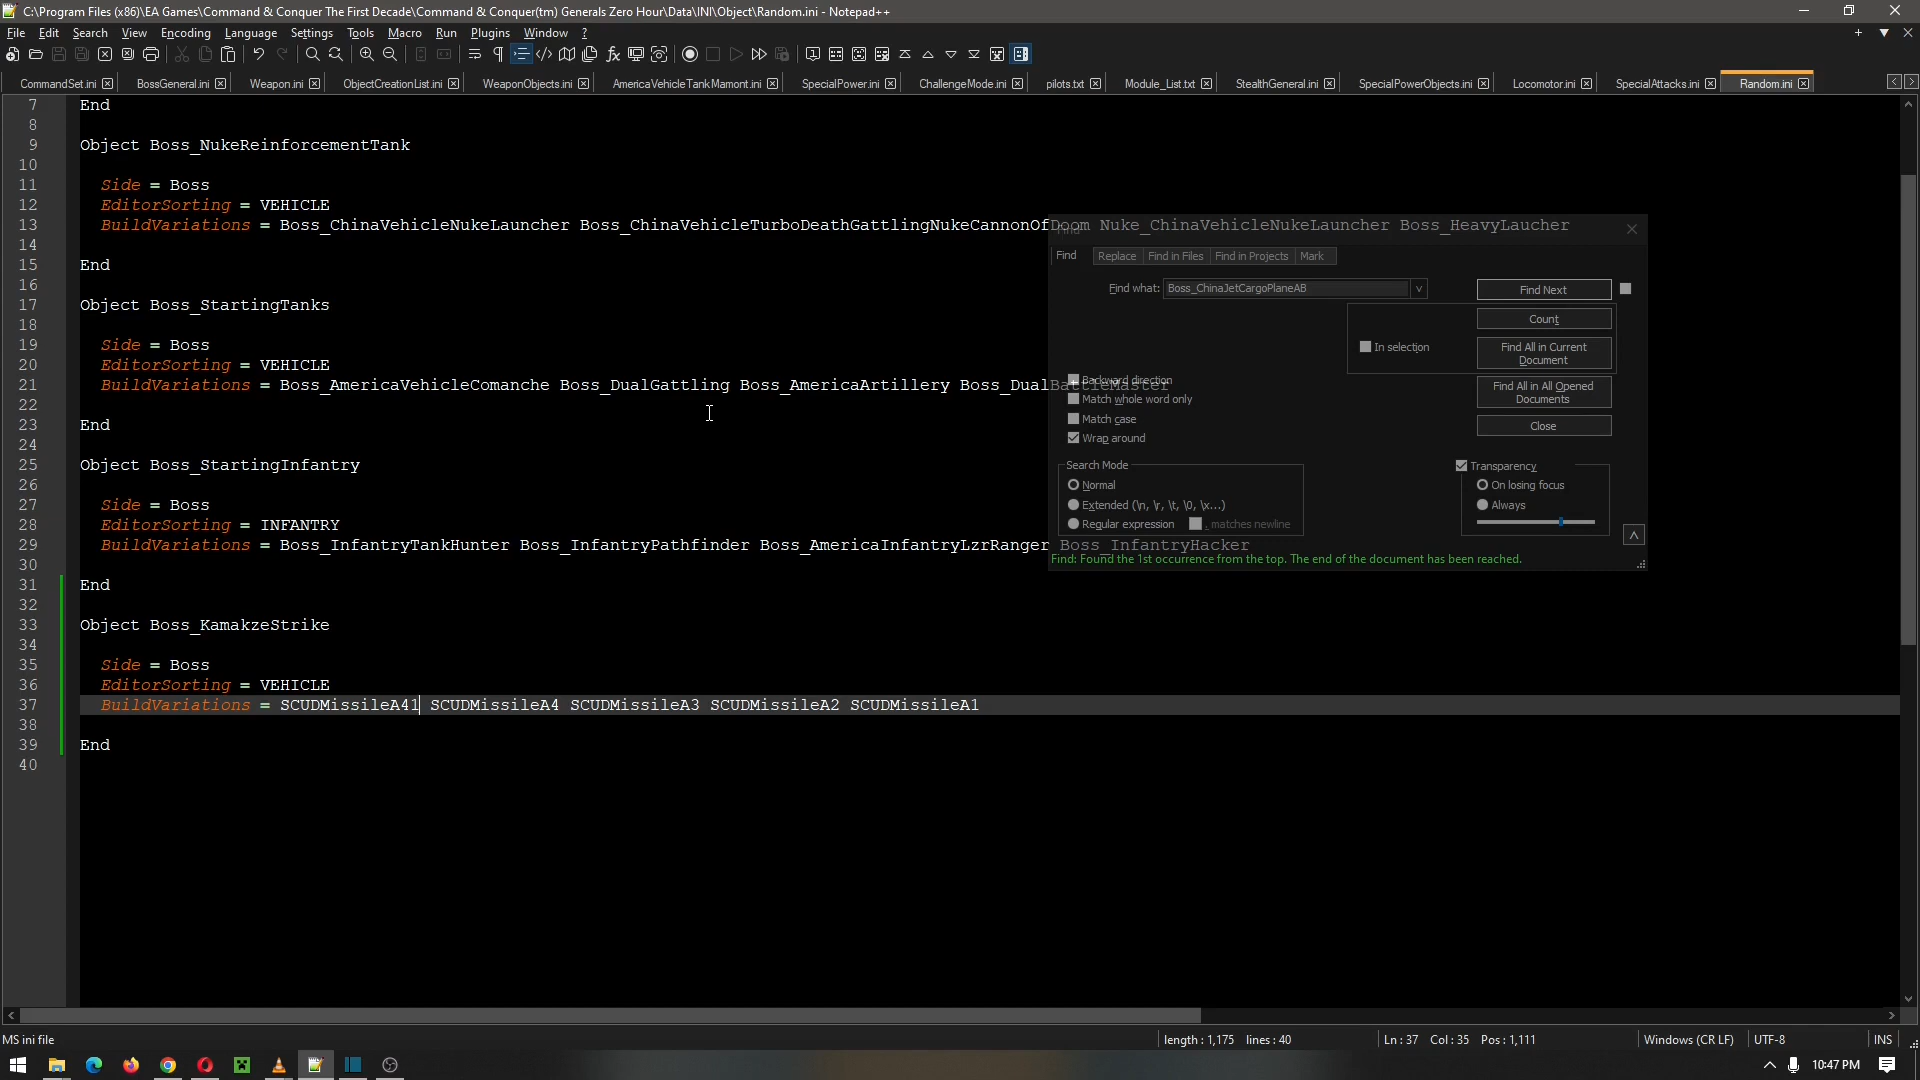 C:\Program Files (x86)\EA Games\Command & Conquer The First Decade\Command & Conquer(tm) Generals Zero Hour\Data\INI\Object\Random.ini - Notepad++
File Edit Search View Encoding Language Settings Tools Macro Run Plugins Window ?
CommandSet.ini BossGeneral.ini Weapon.ini ObjectCreationList.ini WeaponObjects.ini AmericaVehicleTankMamont.ini SpecialPower.ini ChallengeMode.ini pilots.txt Module_List.txt StealthGeneral.ini SpecialPowerObjects.ini Locomotor.ini SpecialAttacks.ini Random.ini
7 End
8
9 Object Boss_NukeReinforcementTank
10
11 Side = Boss
12 EditorSorting = VEHICLE
13 BuildVariations = Boss_ChinaVehicleNukeLauncher Boss_ChinaVehicleTurboDeathGattlingNukeCannonOfDoom Nuke_ChinaVehicleNukeLauncher Boss_HeavyLaucher
14
15 End
16
17 Object Boss_StartingTanks
18
19 Side = Boss
20 EditorSorting = VEHICLE
21 BuildVariations = Boss_AmericaVehicleComanche Boss_DualGattling Boss_AmericaArtillery Boss_DualBattleMaster
22
23 End
24
25 Object Boss_StartingInfantry
26
27 Side = Boss
28 EditorSorting = INFANTRY
29 BuildVariations = Boss_InfantryTankHunter Boss_InfantryPathfinder Boss_AmericaInfantryLzrRanger Boss_InfantryHacker
30
31 End
32
33 Object Boss_KamakzeStrike
34
35 Side = Boss
36 EditorSorting = VEHICLE
37 BuildVariations = SCUDMissileA41 SCUDMissileA4 SCUDMissileA3 SCUDMissileA2 SCUDMissileA1
38
39 End
40
Find
Find Replace Find in Files Find in Projects Mark
Find what: Boss_ChinaJetCargoPlaneAB
Find Next
Count
In selection
Find All in Current Document
Backward direction
Find All in All Opened Documents
Match whole word only
Match case
Close
Wrap around
Search Mode
Transparency
Normal
On losing focus
Extended (\n, \r, \t, \0, \x...)
Always
Regular expression
. matches newline
Find: Found the 1st occurrence from the top. The end of the document has been reached.
MS ini file
length : 1,175 lines : 40
Ln : 37 Col : 35 Pos : 1,111
Windows (CR LF)
UTF-8
INS
10:47 PM